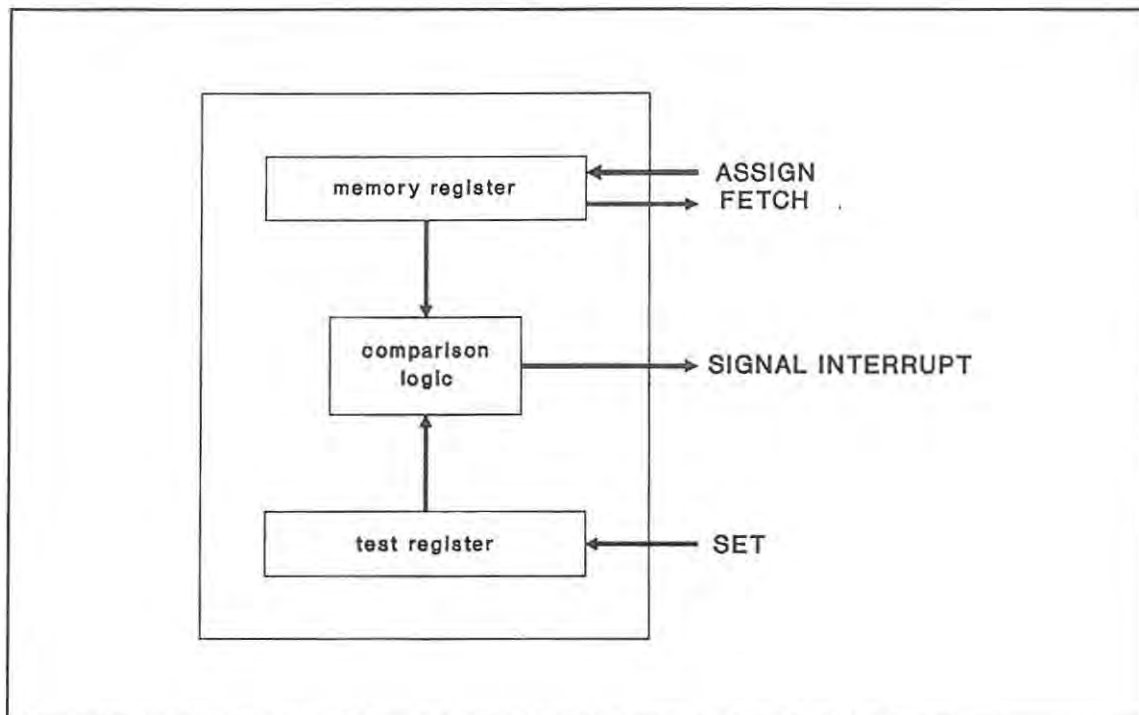 memory register
ASSIGN
FETCH
comparison
logic
SIGNAL INTERRUPT
test register
SET